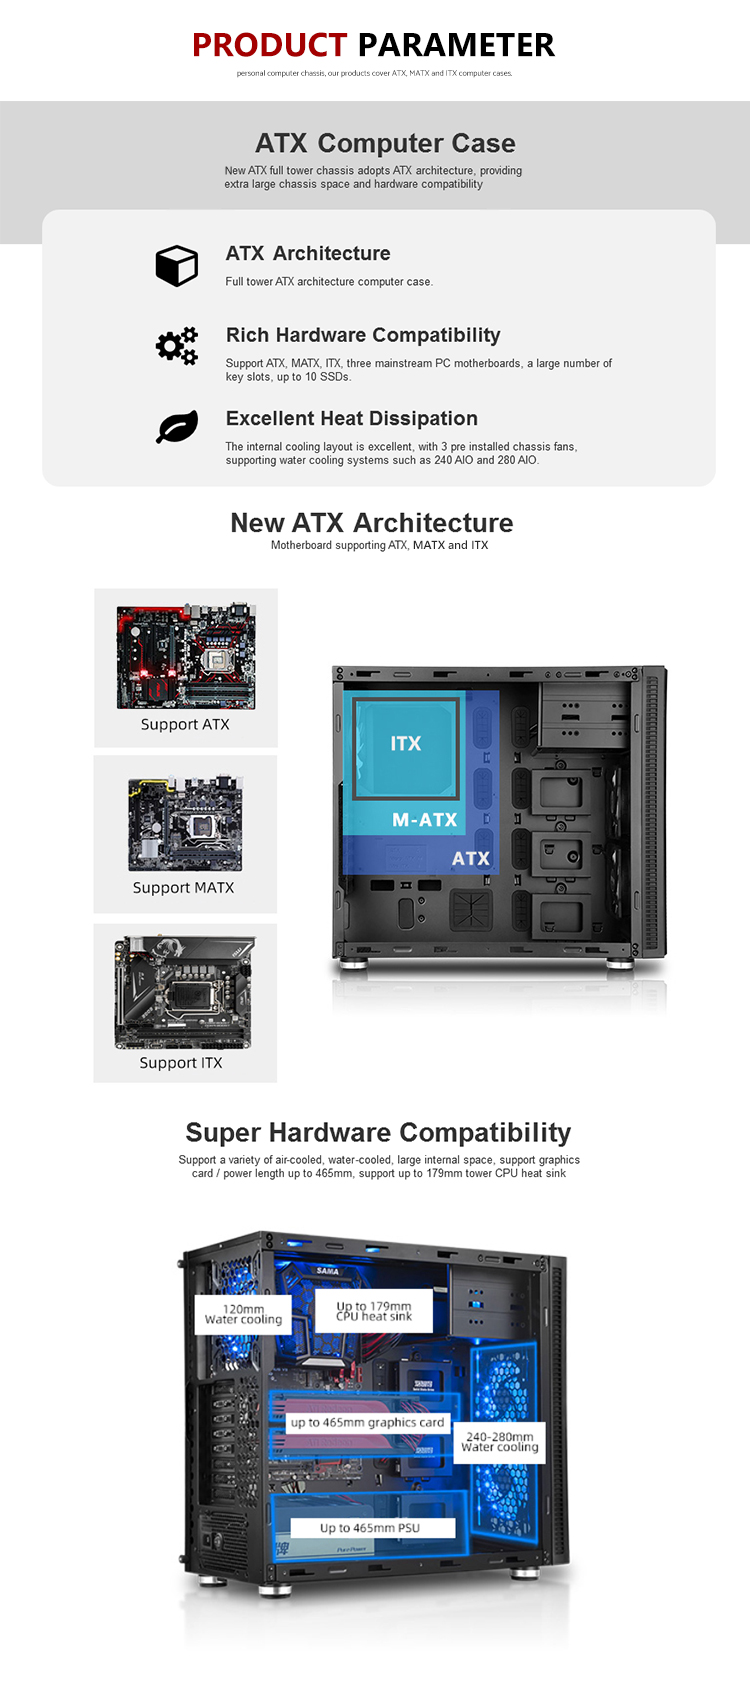 PRODUCT PARAMETER
personal computer chassis, our products cover ATX, MATX and ITX computer cases.
ATX Computer Case
New ATX full tower chassis adopts ATX architecture, providing
extra large chassis space and hardware compatibility
ATX Architecture
Full tower ATX architecture computer case.
Rich Hardware Compatibility
Support ATX, MATX, ITX, three mainstream PC motherboards, a large number of
key slots, up to 10 SSDs.
Excellent Heat Dissipation
The internal cooling layout is excellent, with 3 pre installed chassis fans,
supporting water cooling systems such as 240 AIO and 280 AIO.
New ATX Architecture
Motherboard supporting ATX, MATX and ITX
Support ATX
Support MATX
Support ITX
ITX
M-ATX
ATX
Super Hardware Compatibility
Support a variety of air-cooled, water-cooled, large internal space, support graphics
card / power length up to 465mm, support up to 179mm tower CPU heat sink
SAMA
120mm
Water cooling
Up to 179mm
CPU heat sink
up to 465mm graphics card
240-280mm
Water cooling
Up to 465mm PSU
牌
Pure Power